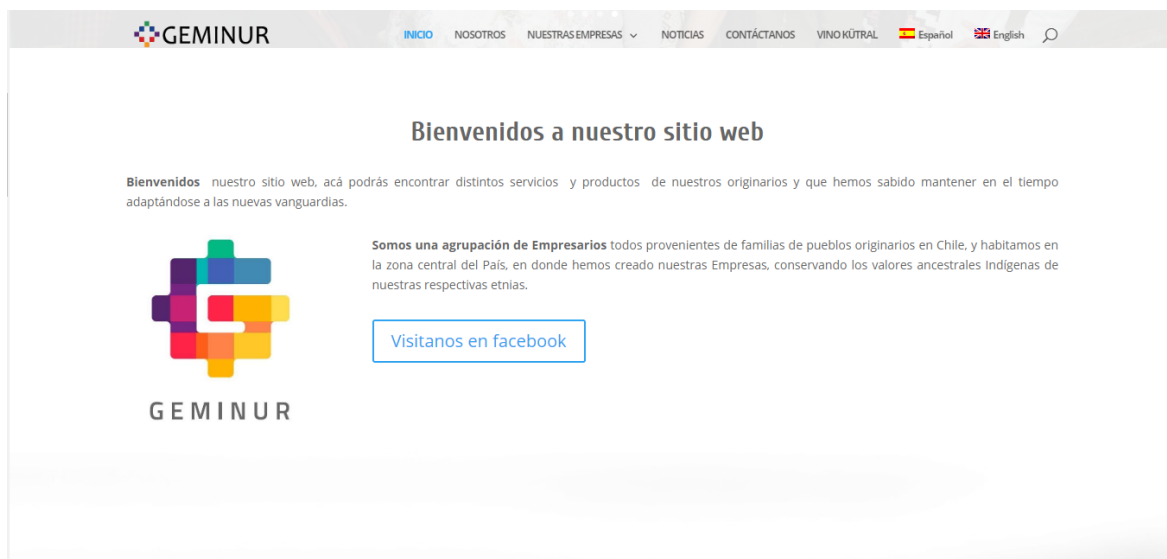 GEMINUR
INICIO NOSOTROS NUESTRAS EMPRESAS NOTICIAS CONTÁCTANOS VINO KÜTRAL Español English
Bienvenidos a nuestro sitio web
Bienvenidos nuestro sitio web, acá podrás encontrar distintos servicios y productos de nuestros originarios y que hemos sabido mantener en el tiempo
adaptándose a las nuevas vanguardias.
Somos una agrupación de Empresarios todos provenientes de familias de pueblos originarios en Chile, y habitamos en
la zona central del País, en donde hemos creado nuestras Empresas, conservando los valores ancestrales Indígenas de
nuestras respectivas etnias.
Visitanos en facebook
GEMINUR